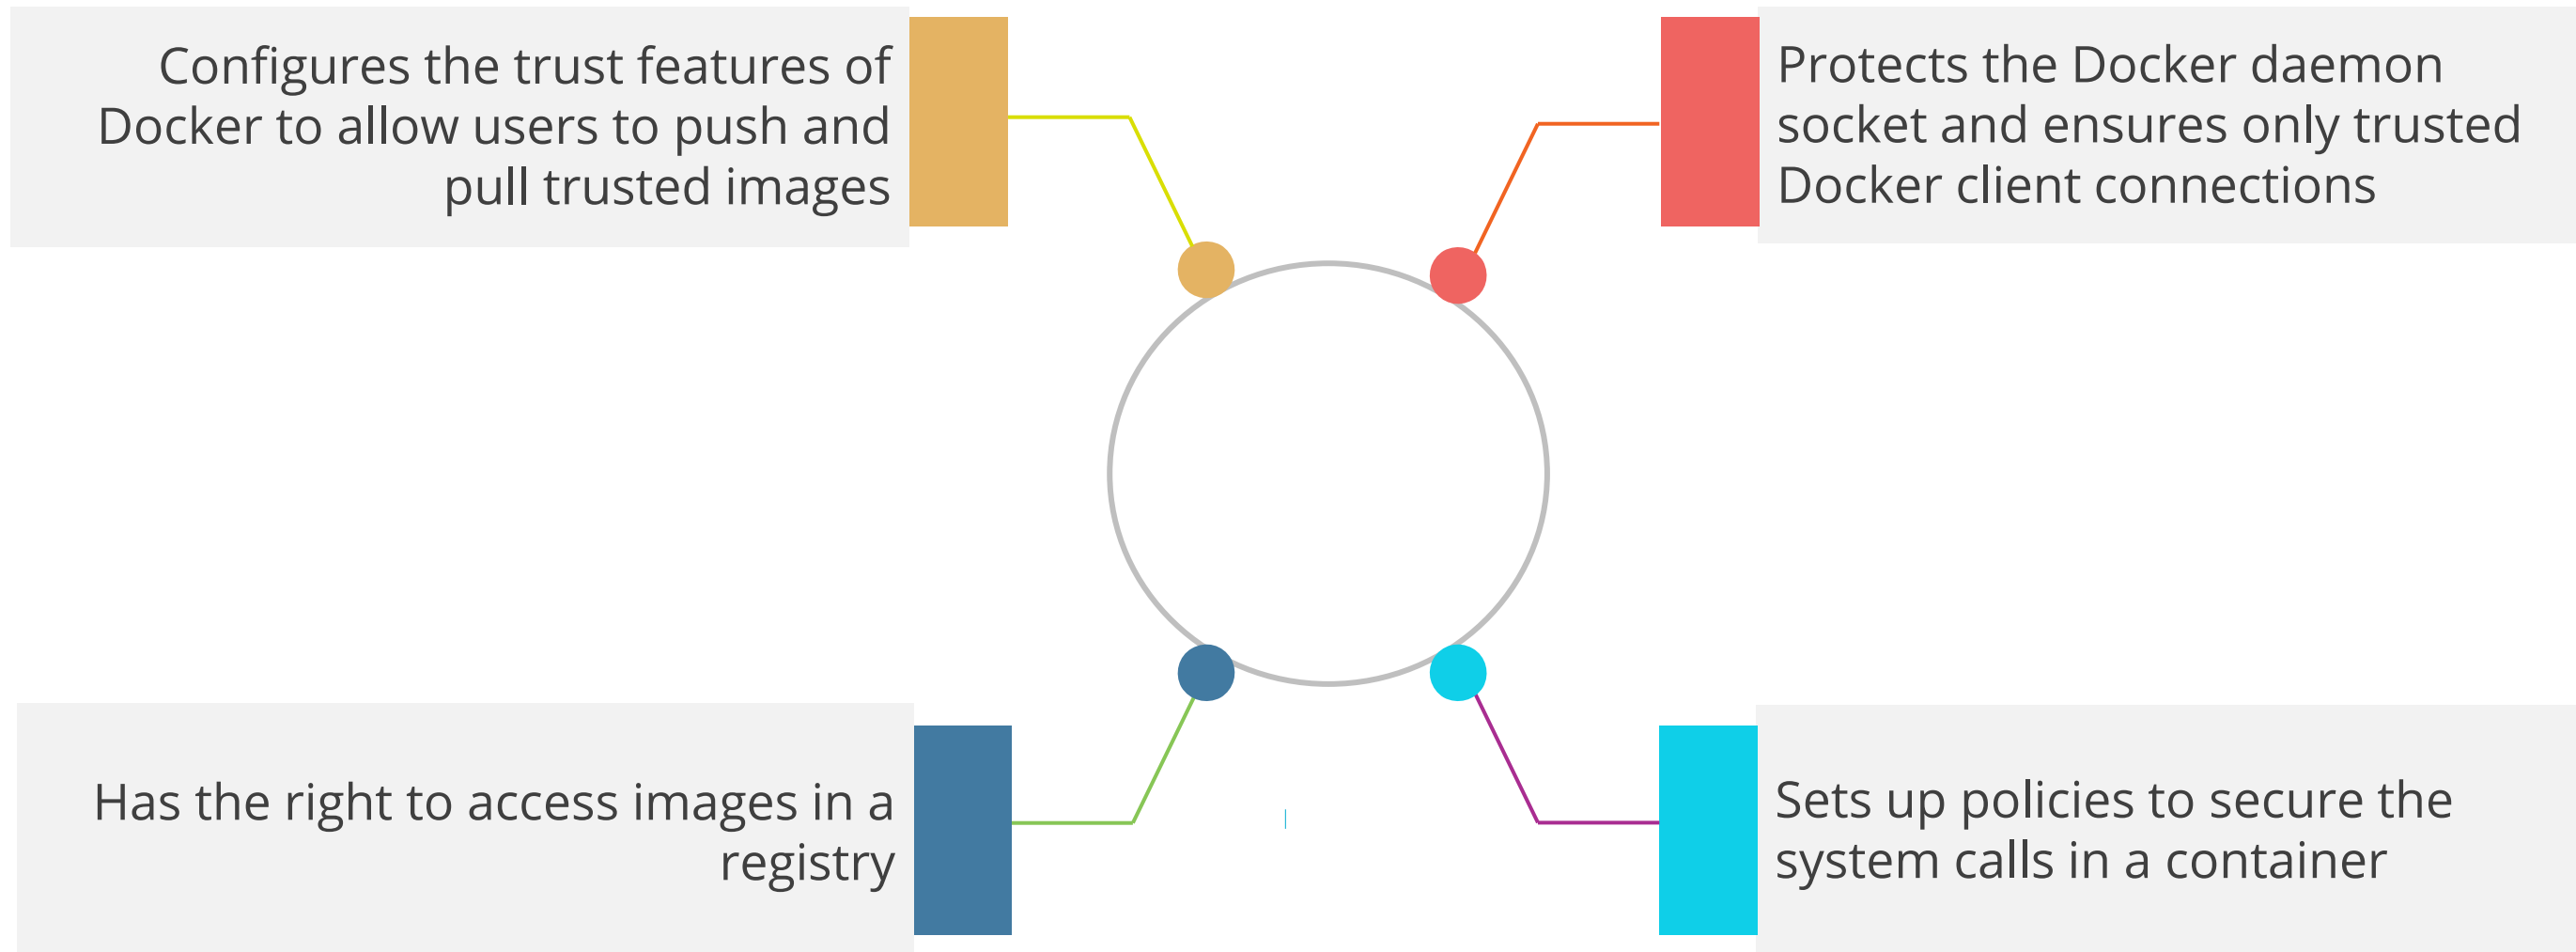 Configures the trust features of
Docker to allow users to push and
pull trusted images
Protects the Docker daemon
socket and ensures only trusted
Docker client connections
Has the right to access images in a
registry
Sets up policies to secure the
system calls in a container